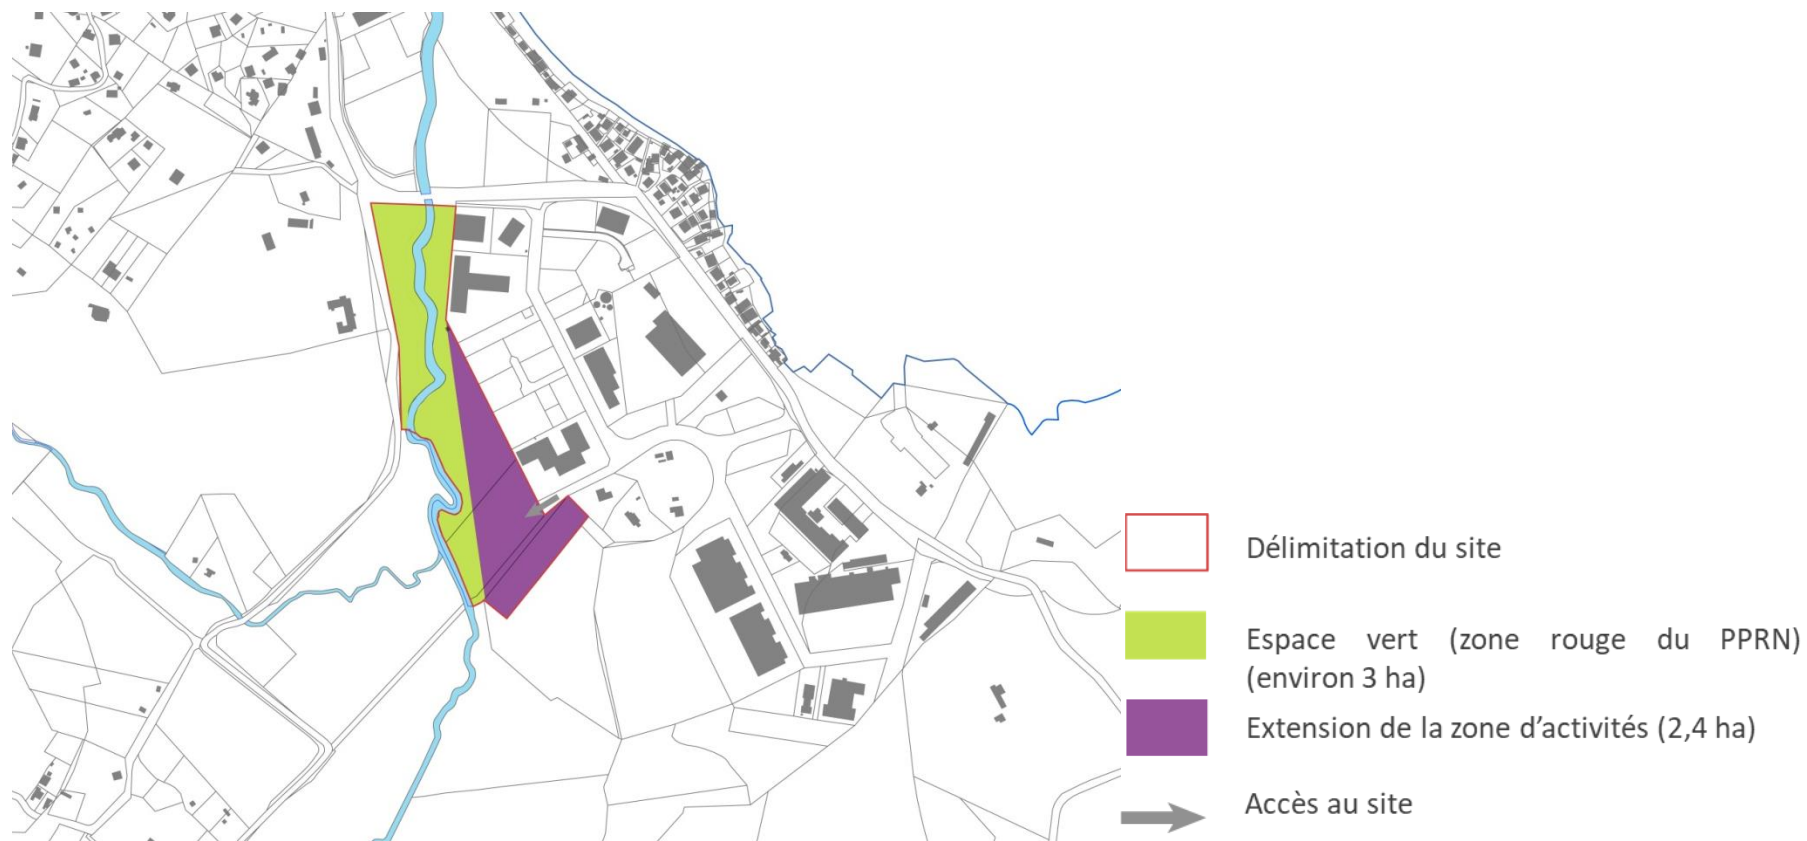 Délimitation du site
Espace vert (zone rouge du PPRN)
(environ 3 ha)
Extension de la zone d’activités (2,4 ha)
Accès au site